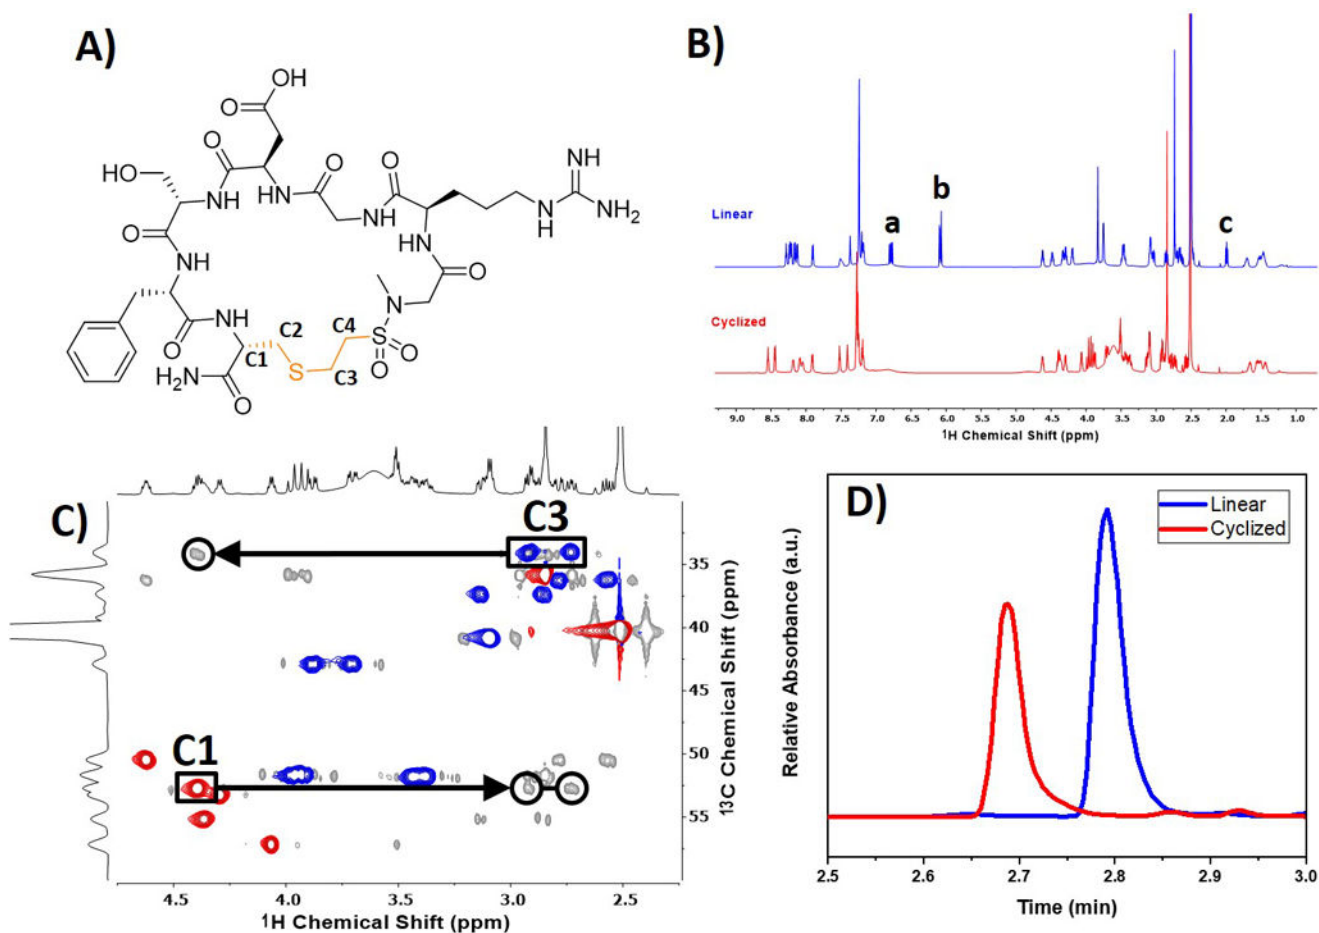 A)
OH
O
HO
O
O
O
NH
NH
NH
NH
N
H
NH2
O
NH
O
NH
O
O
N
C2
C4
S
O
O
O
NH
C1
S
C3
H2N
O
B)
Linear
a
b
c
Cyclized
9.0 8.5 8.0 7.5 7.0 6.5 6.0 5.5 5.0 4.5 4.0 3.5 3.0 2.5 2.0 1.5 1.0
1H Chemical Shift (ppm)
C)
C3
C1
35
40
45
50
55
13C Chemical Shift (ppm)
4.5 4.0 3.5 3.0 2.5
1H Chemical Shift (ppm)
D)
Linear
Cyclized
Relative Absorbance (a.u.)
2.5 2.6 2.7 2.8 2.9 3.0
Time (min)